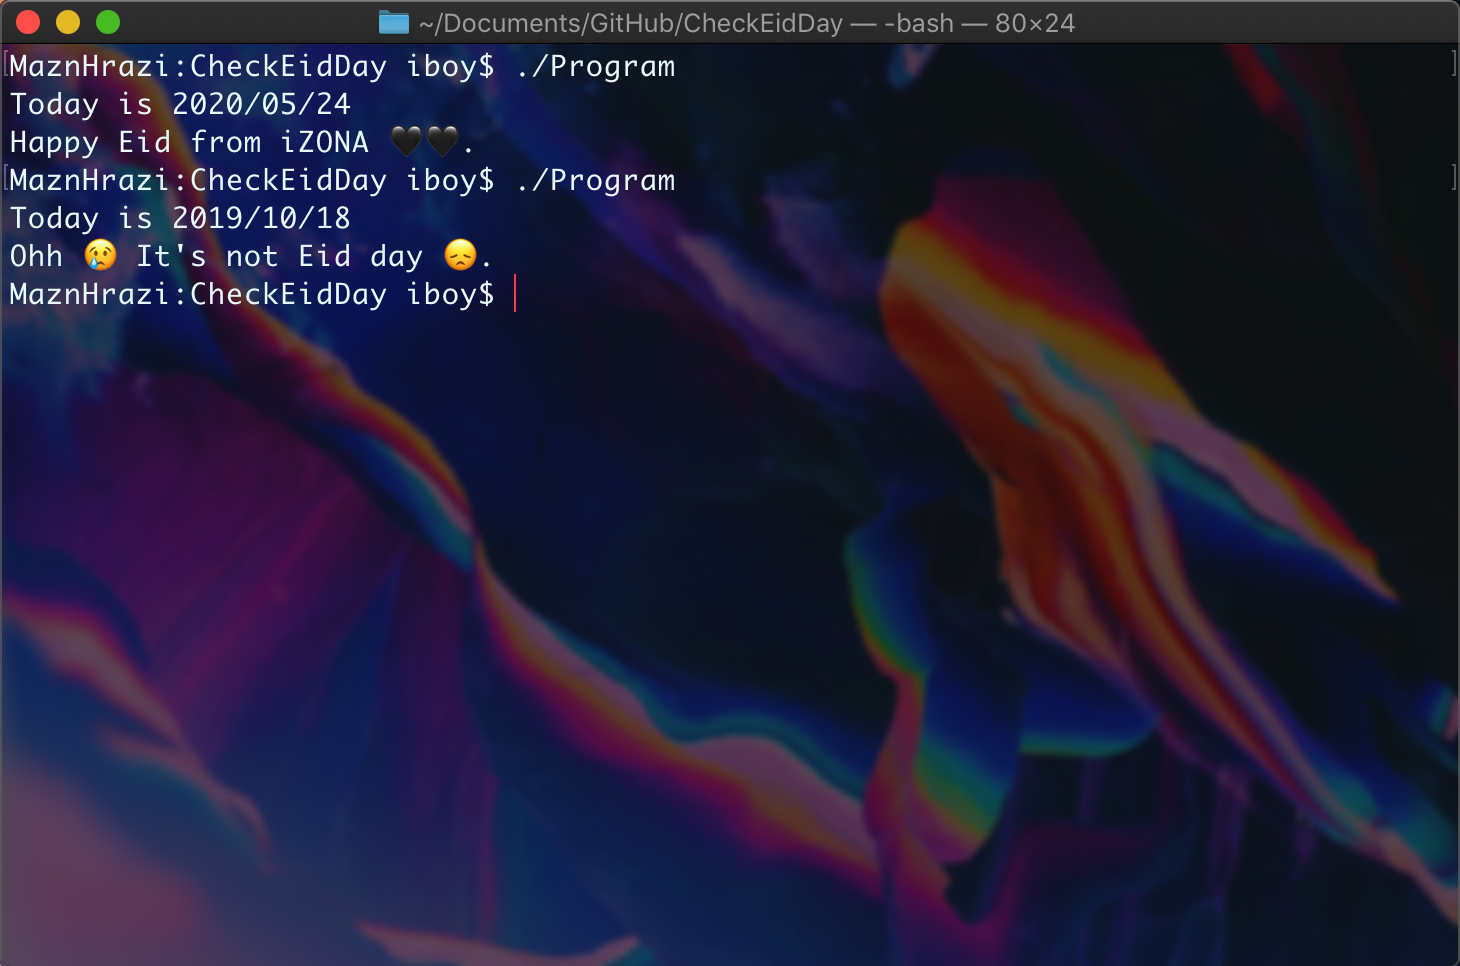 ~/Documents/GitHub/CheckEidDay — -bash — 80×24
MaznHrazi:CheckEidDay iboy$ ./Program
Today is 2020/05/24
Happy Eid from iZONA 🖤🖤.
MaznHrazi:CheckEidDay iboy$ ./Program
Today is 2019/10/18
Ohh 😢 It's not Eid day 😞.
MaznHrazi:CheckEidDay iboy$